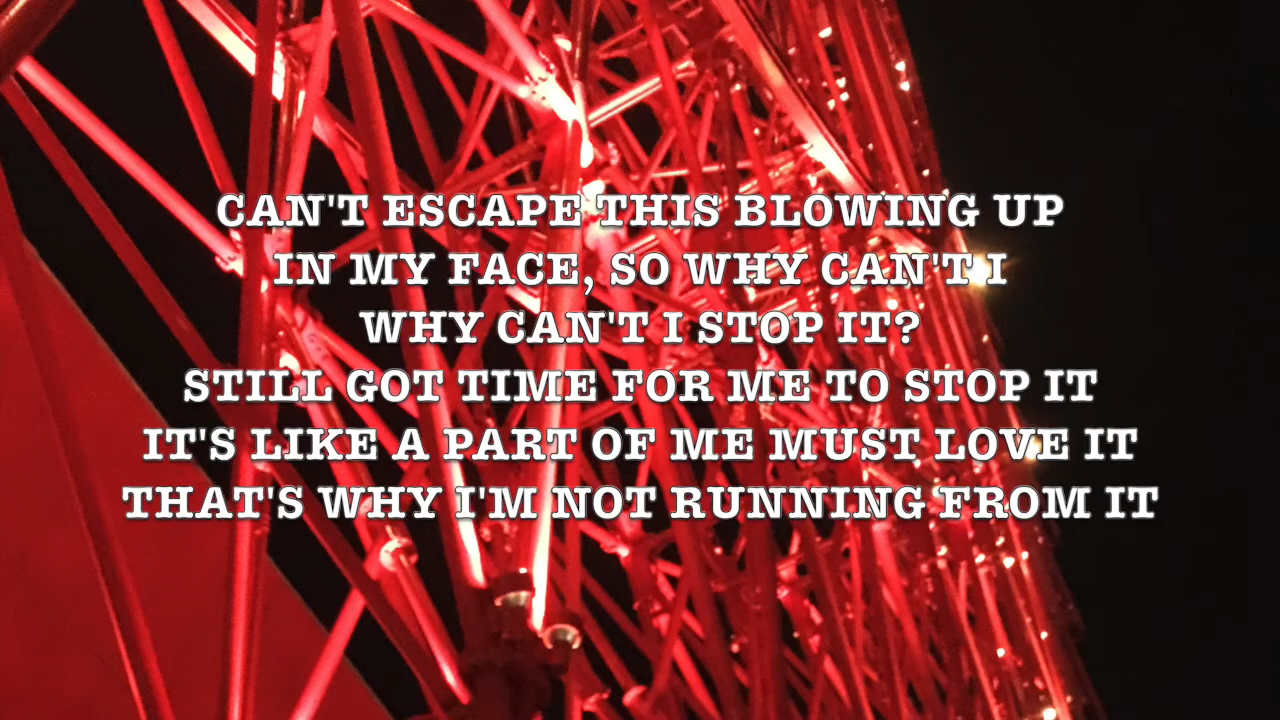 CAN'T ESCAPE THIS BLOWING UP
IN MY FACE, SO WHY CAN'T I
WHY CAN'T I STOP IT?
STILL GOT TIME FOR ME TO STOP IT
IT'S LIKE A PART OF ME MUST LOVE IT
THAT'S WHY I'M NOT RUNNING FROM IT